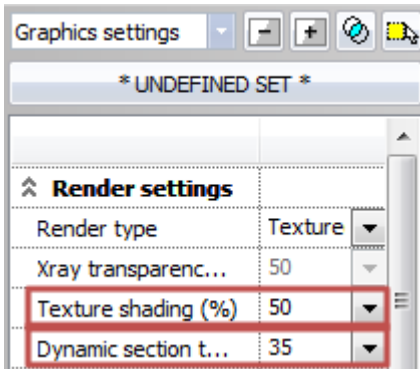 Graphics settings
* UNDEFINED SET *
Render settings
Render type Texture
Xray transparenc... 50
Texture shading (%) 50
Dynamic section t... 35